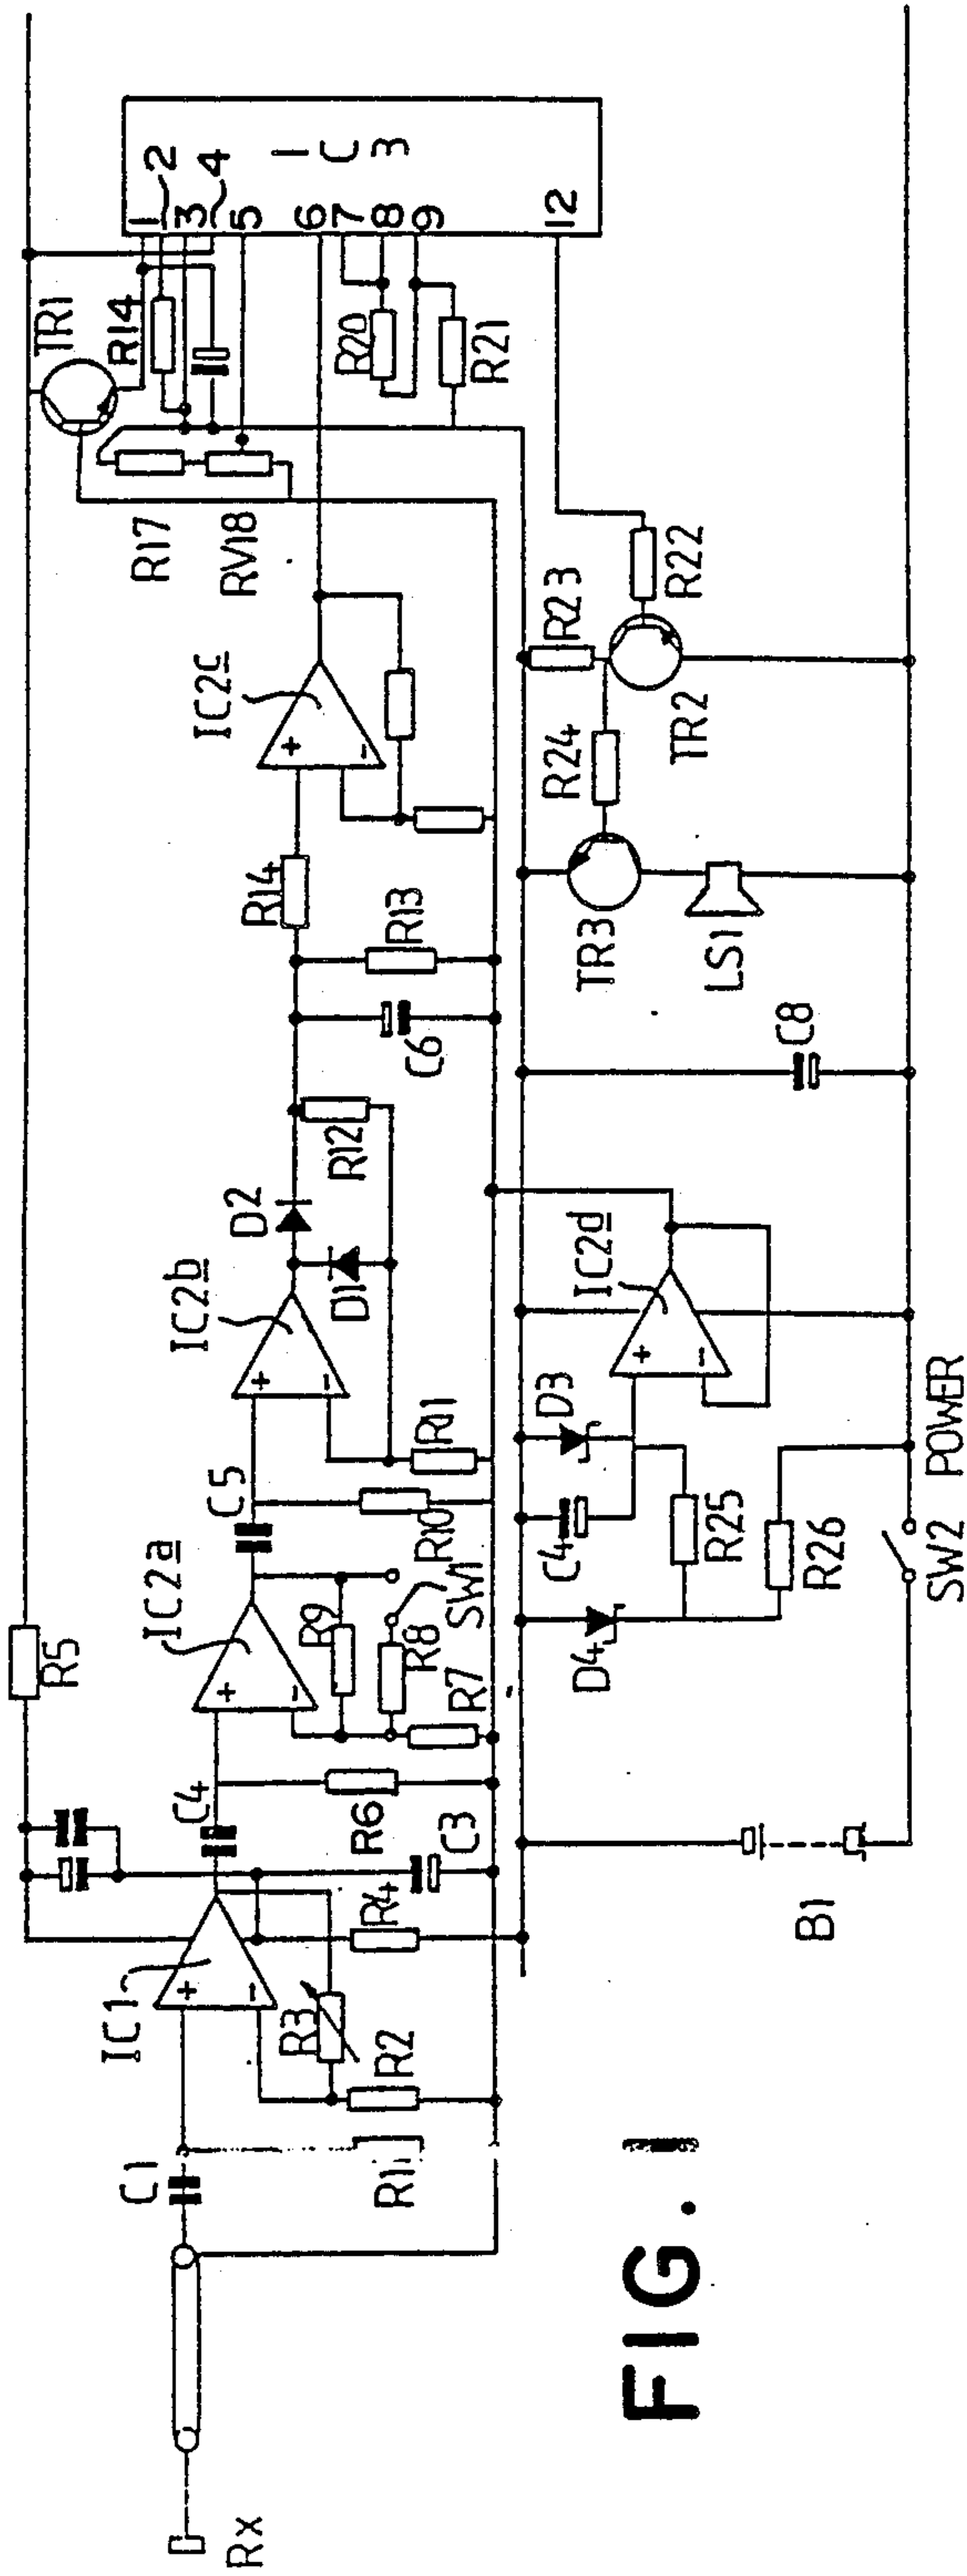 Rx
C1
R1
IC1
+
−
R3
R2
R4
C3
C4
R6
R5
IC2a
+
−
R9
R8
SW1
R7
C5
R10
IC2b
+
−
D2
D1
R12
R11
C6
R13
R14
IC2c
+
−
R17
RV18
TR1
R14
1
2
3
4
5
6
7
8
9
12
IC3
R20
R21
B1
D4
C4
D3
R25
R26
SW2
POWER
IC2d
+
−
C8
TR3
LS1
R24
R23
TR2
R22
FIG. 1